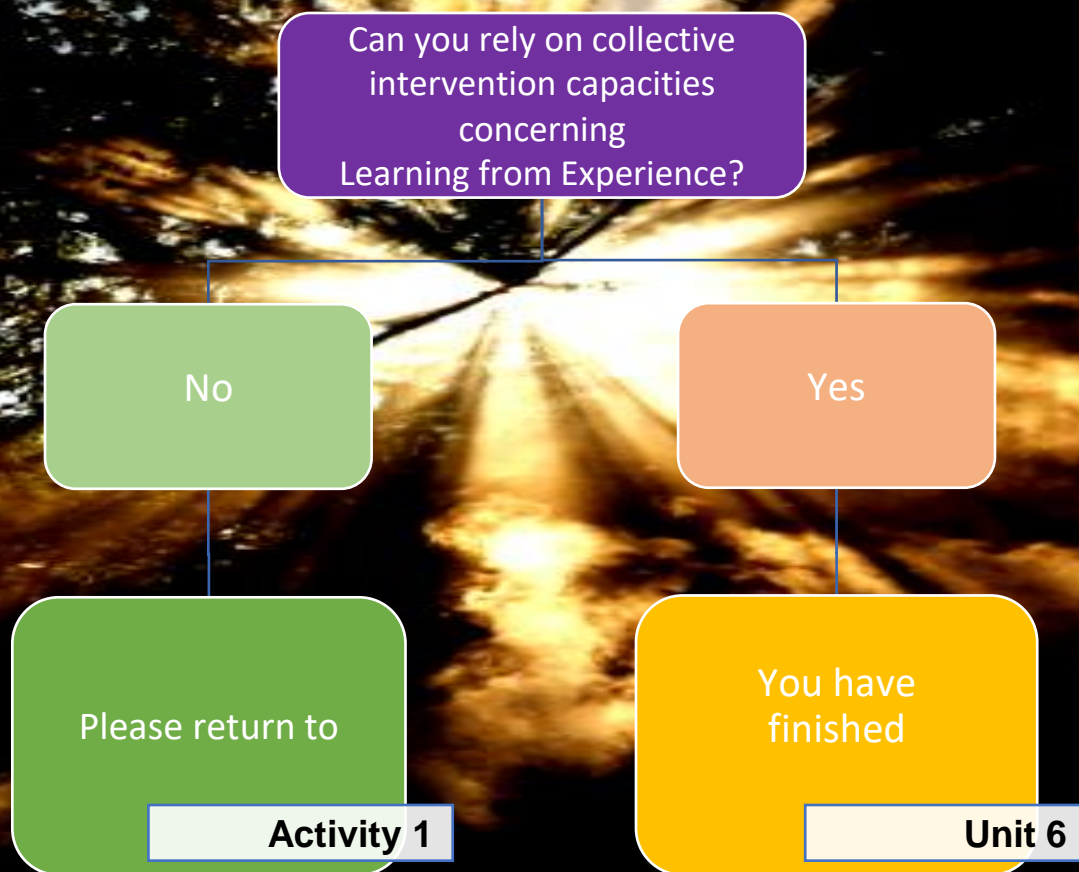 Can you rely on collective
intervention capacities
concerning
Learning from Experience?
No
Yes
Please return to
Activity 1
You have
finished
Unit 6